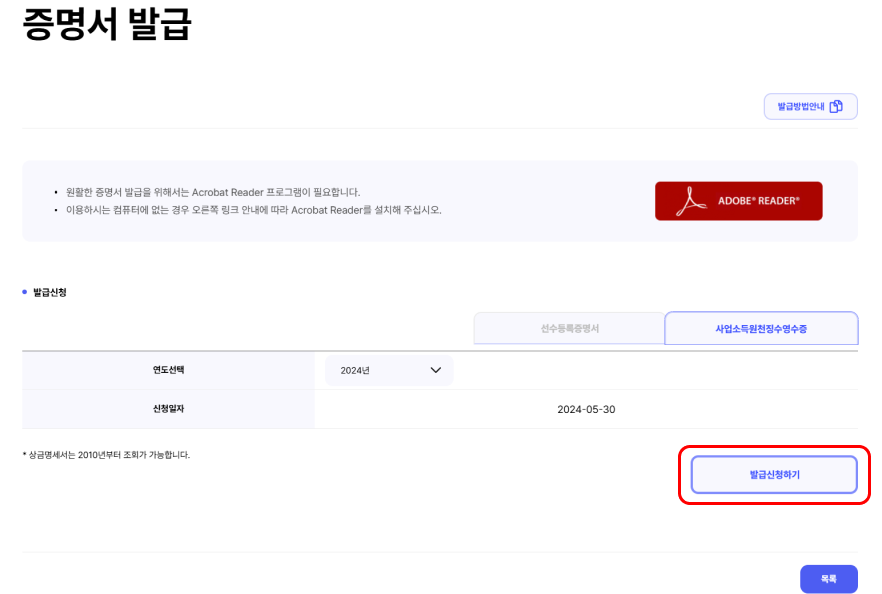 증명서 발급
발급방법안내
• 원활한 증명서 발급을 위해서는 Acrobat Reader 프로그램이 필요합니다.
• 이용하시는 컴퓨터에 없는 경우 오른쪽 링크 안내에 따라 Acrobat Reader를 설치해 주십시오.
ADOBE® READER®
• 발급신청
선수등록증명서
사업소득원천징수영수증
연도선택
2024년
신청일자
2024-05-30
* 상금명세서는 2010년부터 조회가 가능합니다.
발급신청하기
목록